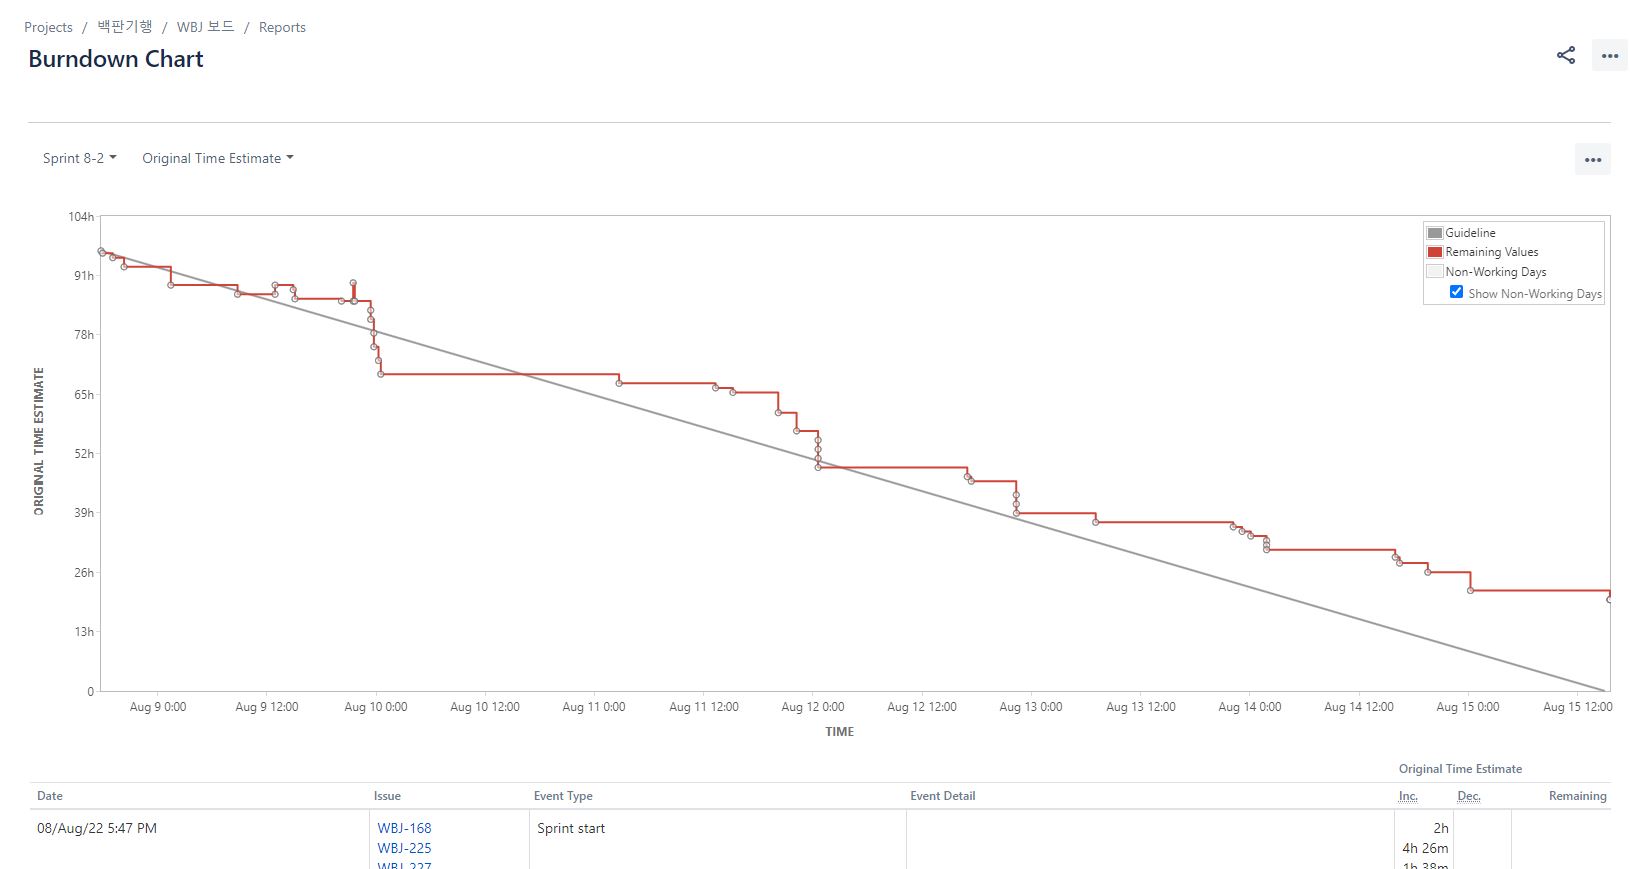 Projects / 백판기행 / WBJ 보드 / Reports
Burndown Chart
Sprint 8-2 Original Time Estimate
104h
91h
78h
65h
52h
39h
26h
13h
0
ORIGINAL TIME ESTIMATE
Guideline
Remaining Values
Non-Working Days
Show Non-Working Days
Aug 9 0:00 Aug 9 12:00 Aug 10 0:00 Aug 10 12:00 Aug 11 0:00 Aug 11 12:00 Aug 12 0:00 Aug 12 12:00 Aug 13 0:00 Aug 13 12:00 Aug 14 0:00 Aug 14 12:00 Aug 15 0:00 Aug 15 12:00
TIME
Original Time Estimate
Date Issue Event Type Event Detail Inc. Dec. Remaining
08/Aug/22 5:47 PM WBJ-168 Sprint start 2h
WBJ-225 4h 26m
WBJ-227 1h 38m